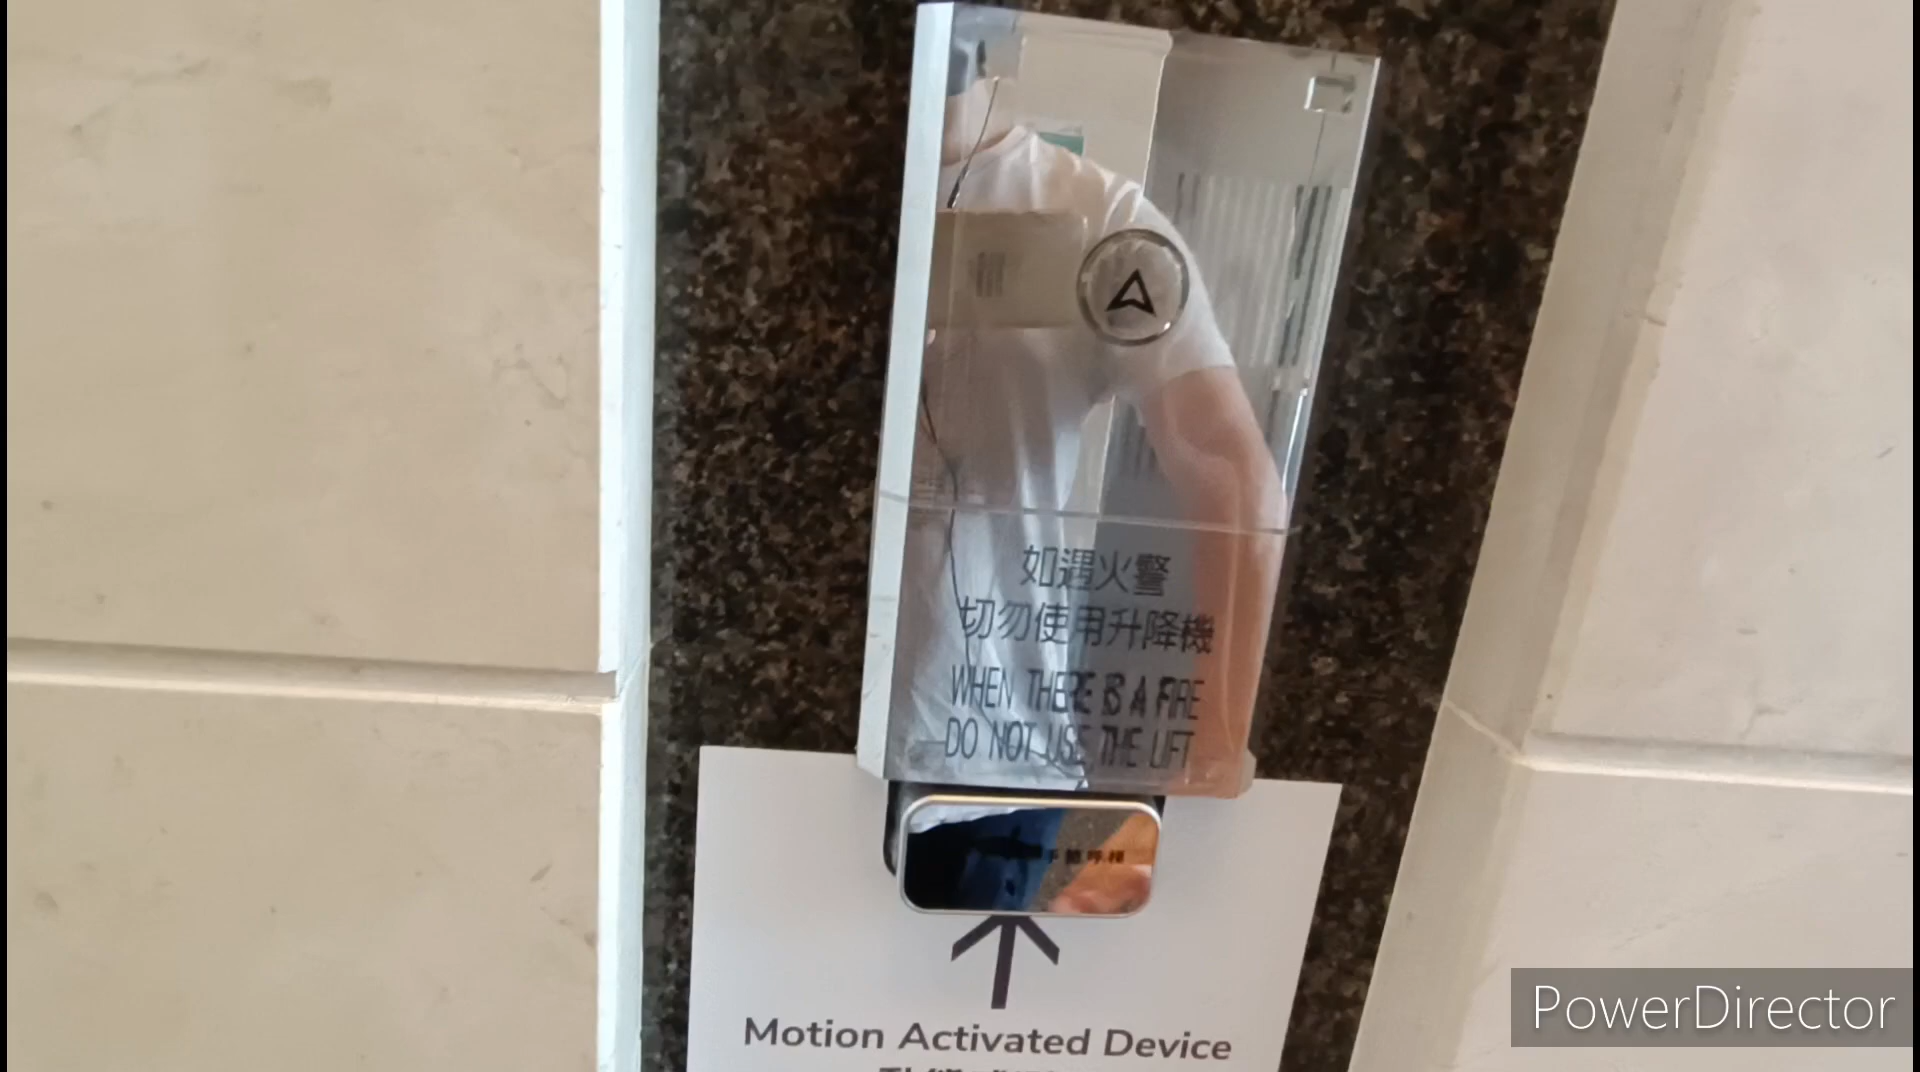 如遇火警
切勿使用升降機
WHEN THERE IS A FIRE
DO NOT USE THE LIFT
Motion Activated Device
PowerDirector